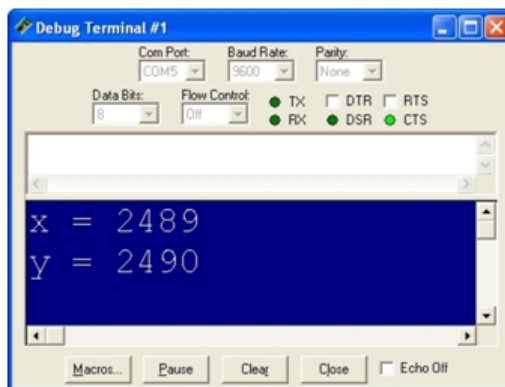 Debug Terminal #1
Com Port: Baud Rate: Parity:
COM5 9600 None
Data Bits: Flow Control: TX DTR RTS
8 Off RX DSR CTS
x = 2489
y = 2490
Macros... Pause Clear Close Echo Off